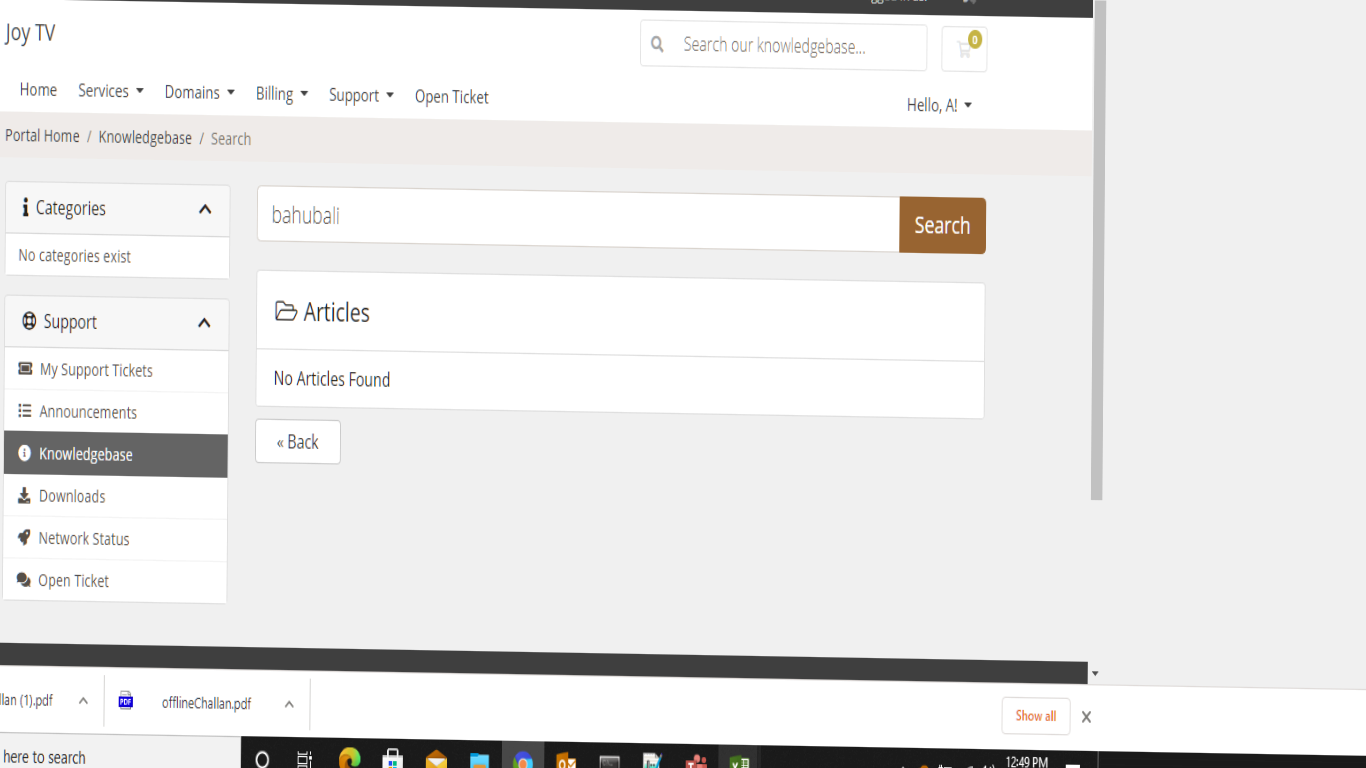 Joy TV
Search our knowledgebase...
0
Home Services Domains Billing Support Open Ticket
Hello, A!
Portal Home / Knowledgebase / Search
Categories
No categories exist
bahubali
Search
Articles
No Articles Found
« Back
Support
My Support Tickets
Announcements
Knowledgebase
Downloads
Network Status
Open Ticket
llan (1).pdf
PDF
offlineChallan.pdf
Show all
here to search
12:49 PM